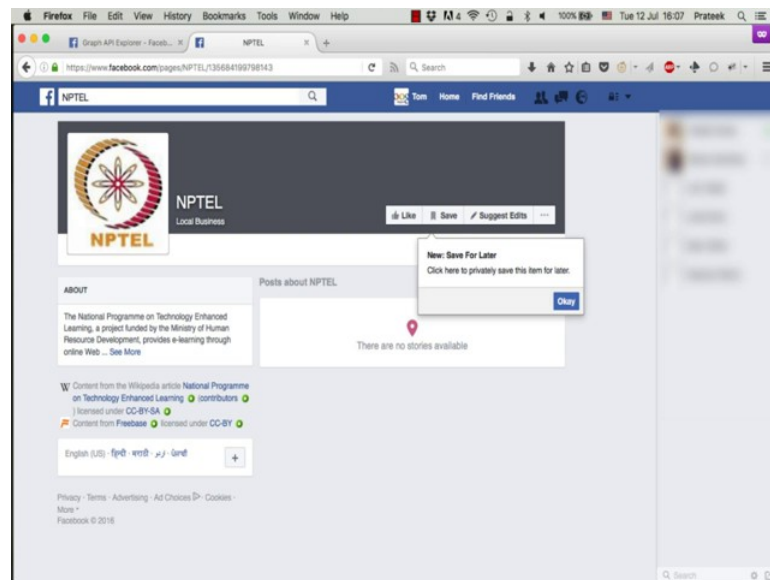 Firefox File Edit View History Bookmarks Tools Window Help
4 100% Tue 12 Jul 16:07 Prateek
Graph API Explorer - Faceb... ×
NPTEL × +
https://www.facebook.com/pages/NPTEL/135684199798143
Search
NPTEL
Tom Home Find Friends
NPTEL
NPTEL
Local Business
Like Save Suggest Edits ...
New: Save For Later
Click here to privately save this item for later.
Okay
ABOUT
The National Programme on Technology Enhanced
Learning, a project funded by the Ministry of Human
Resource Development, provides e-learning through
online Web ... See More
Posts about NPTEL
There are no stories available
W Content from the Wikipedia article National Programme
on Technology Enhanced Learning (contributors
) licensed under CC-BY-SA
Content from Freebase licensed under CC-BY
English (US) · हिन्दी · मराठी · اردو · ਪੰਜਾਬੀ
+
Privacy · Terms · Advertising · Ad Choices · Cookies ·
More
Facebook © 2016
Search